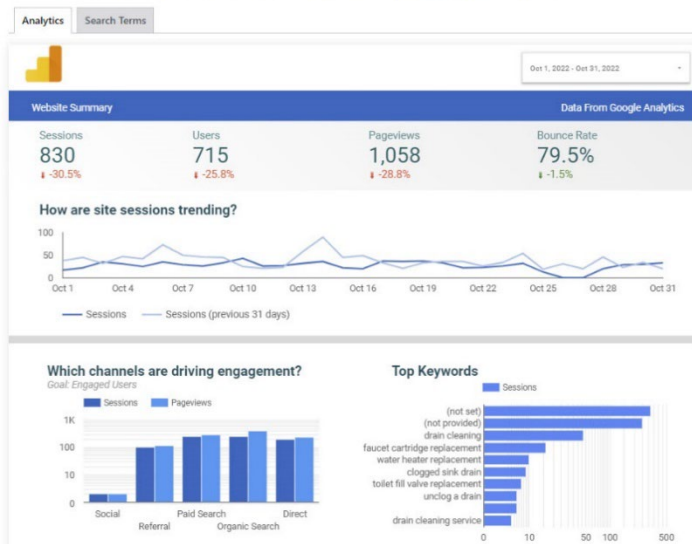 Analytics
Search Terms
Oct 1, 2022 - Oct 31, 2022
Website Summary
Data From Google Analytics
Sessions
830
-30.5%
Users
715
-25.8%
Pageviews
1,058
-28.8%
Bounce Rate
79.5%
-1.5%
How are site sessions trending?
100
50
0
Oct 1 Oct 4 Oct 7 Oct 10 Oct 13 Oct 16 Oct 19 Oct 22 Oct 25 Oct 28 Oct 31
Sessions Sessions (previous 31 days)
Which channels are driving engagement?
Goal: Engaged Users
Sessions Pageviews
1K
100
10
0
Social
Referral
Paid Search
Organic Search
Direct
Top Keywords
Sessions
(not set)
(not provided)
drain cleaning
faucet cartridge replacement
water heater replacement
clogged sink drain
toilet fill valve replacement
unclog a drain
drain cleaning service
0 10 50 100 500